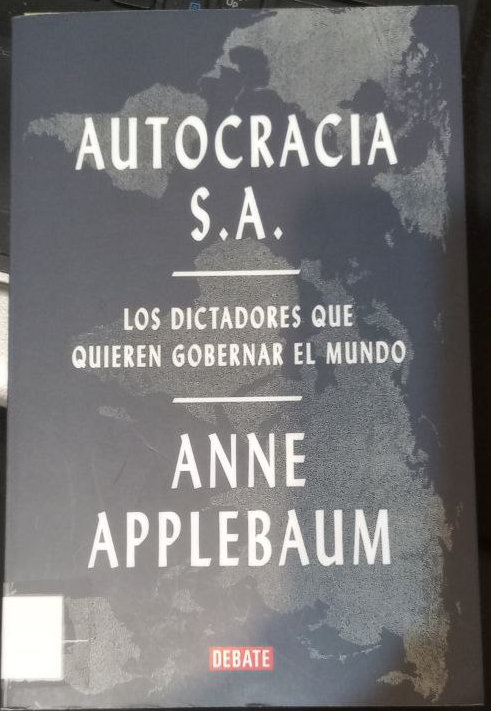 AUTOCRACIA
S.A.
LOS DICTADORES QUE
QUIEREN GOBERNAR EL MUNDO
ANNE
APPLEBAUM
DEBATE